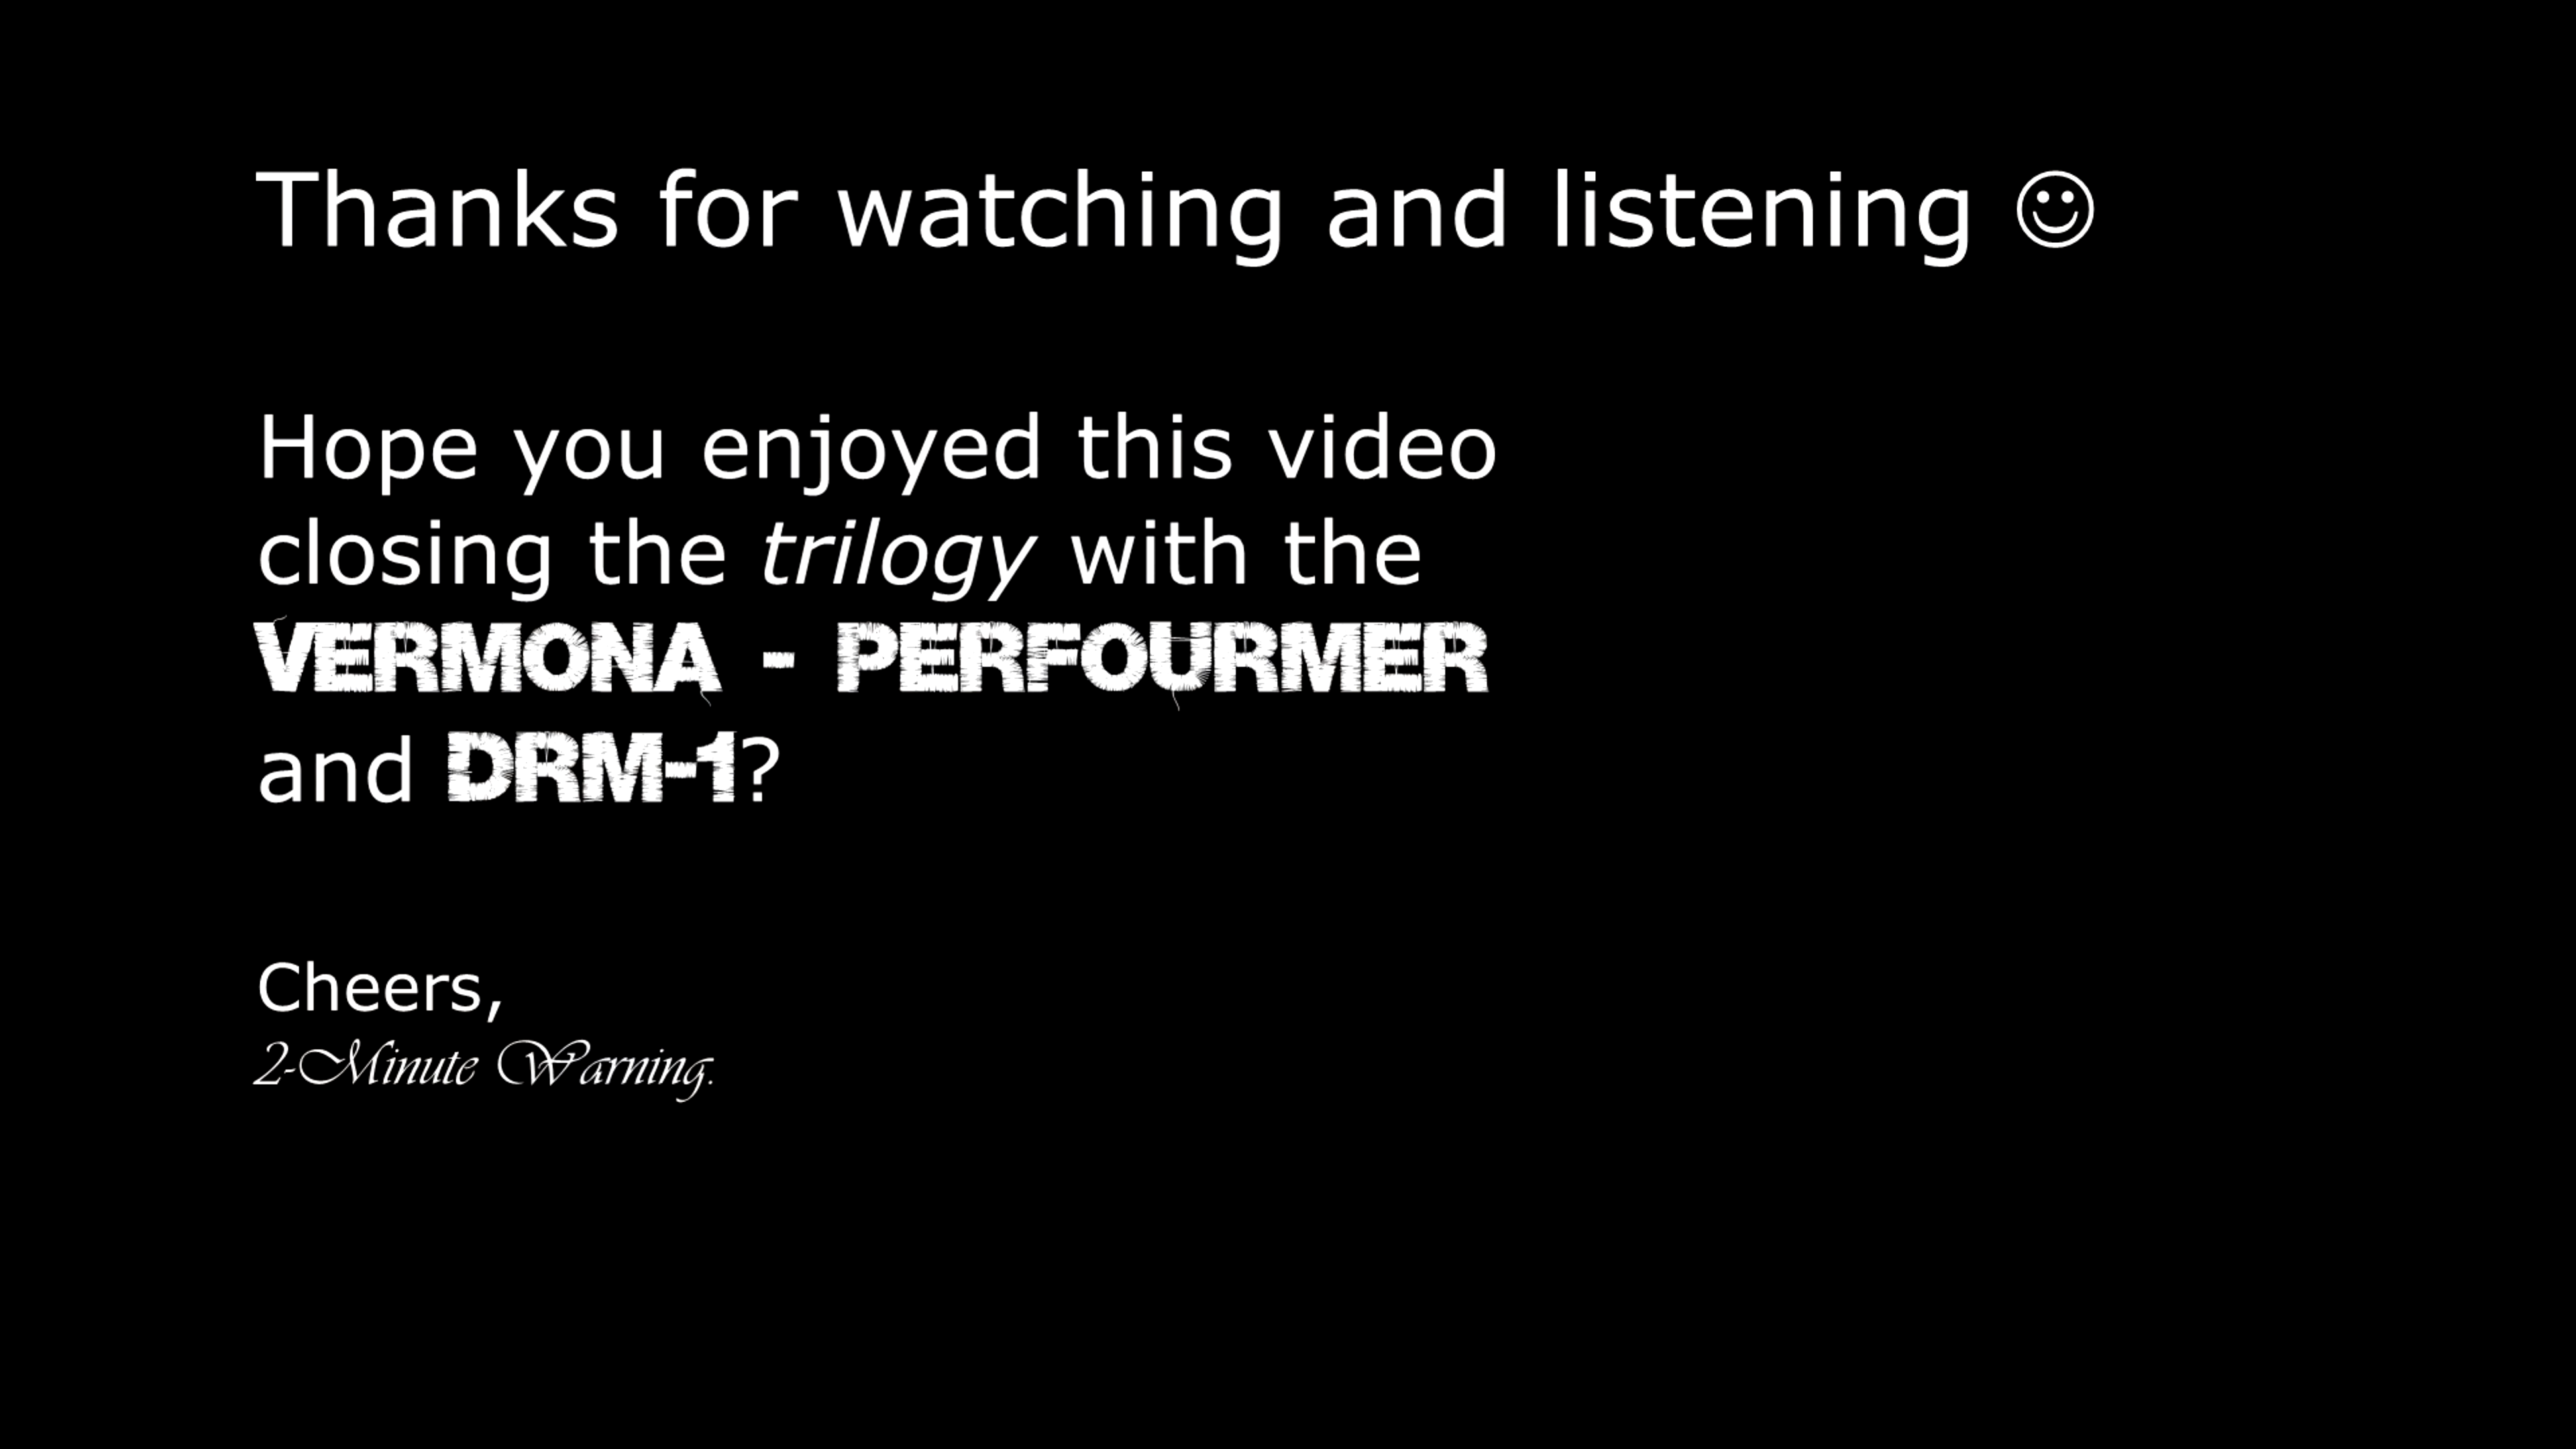 Thanks for watching and listening ☺
Hope you enjoyed this video
closing the trilogy with the
VERMONA - PERFOURMER
and DRM-1?
Cheers,
2-Minute Warning.